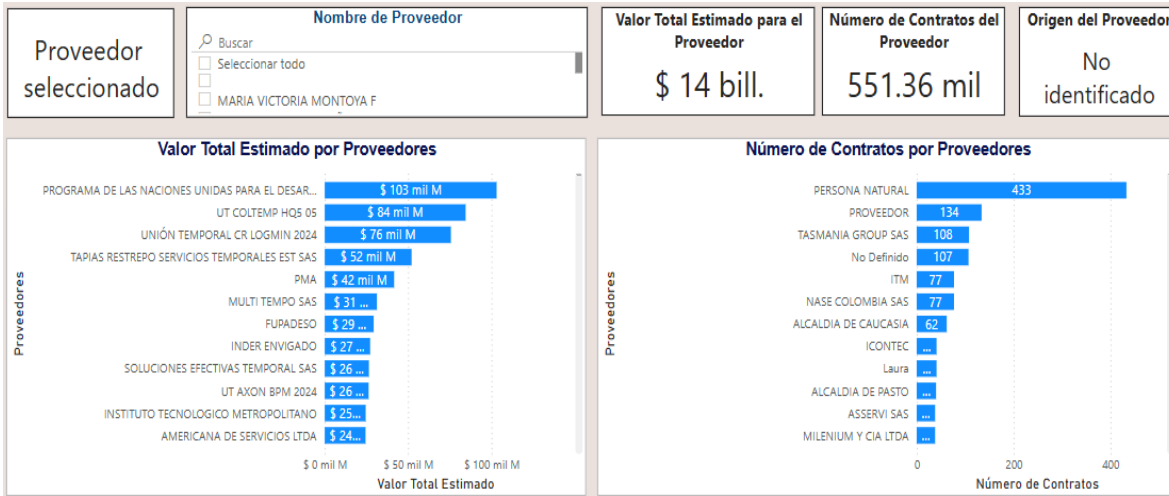 Proveedor
seleccionado
Nombre de Proveedor
Buscar
Seleccionar todo
MARIA VICTORIA MONTOYA F
Valor Total Estimado para el
Proveedor
$ 14 bill.
Número de Contratos del
Proveedor
551.36 mil
Origen del Proveedor
No
identificado
Valor Total Estimado por Proveedores
Proveedores
PROGRAMA DE LAS NACIONES UNIDAS PARA EL DESAR... $ 103 mil M
UT COLTEMP HQ5 05 $ 84 mil M
UNIÓN TEMPORAL CR LOGMIN 2024 $ 76 mil M
TAPIAS RESTREPO SERVICIOS TEMPORALES EST SAS $ 52 mil M
PMA $ 42 mil M
MULTI TEMPO SAS $ 31 ...
FUPADESO $ 29 ...
INDER ENVIGADO $ 27 ...
SOLUCIONES EFECTIVAS TEMPORAL SAS $ 26 ...
UT AXON BPM 2024 $ 26 ...
INSTITUTO TECNOLOGICO METROPOLITANO $ 25...
AMERICANA DE SERVICIOS LTDA $ 24...
$ 0 mil M $ 50 mil M $ 100 mil M
Valor Total Estimado
Número de Contratos por Proveedores
Proveedores
PERSONA NATURAL 433
PROVEEDOR 134
TASMANIA GROUP SAS 108
No Definido 107
ITM 77
NASE COLOMBIA SAS 77
ALCALDIA DE CAUCASIA 62
ICONTEC ...
Laura ...
ALCALDIA DE PASTO ...
ASSERVI SAS ...
MILENIUM Y CIA LTDA ...
0 200 400
Número de Contratos